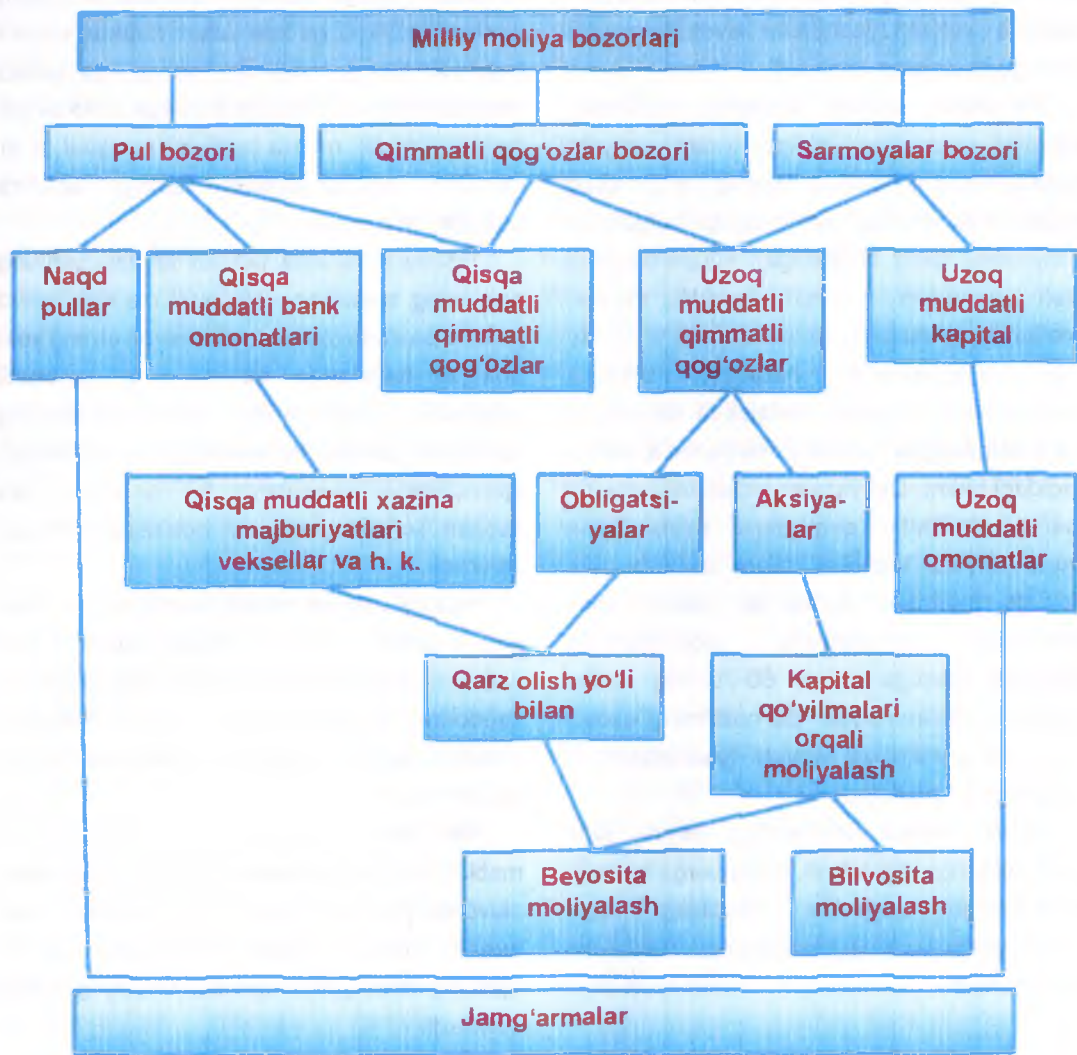 Milliy moliya bozorlari
Pul bozori
Qimmatli qog‘ozlar bozori
Sarmoyalar bozori
Naqd
pullar
Qisqa
muddatli bank
omonatlari
Qisqa
muddatli
qimmatli
qog‘ozlar
Uzoq
muddatli
qimmatli
qog‘ozlar
Uzoq
muddatli
kapital
Qisqa muddatli xazina
majburiyatlari
veksellar va h. k.
Obligatsi-
yalar
Aksiya-
lar
Uzoq
muddatli
omonatlar
Qarz olish yo‘li
bilan
Kapital
qo‘yilmalari
orqali
moliyalash
Bevosita
moliyalash
Bilvosita
moliyalash
Jamg‘armalar